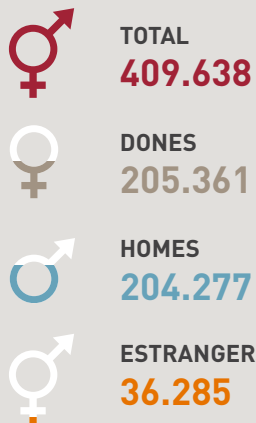 TOTAL
409.638
DONES
205.361
HOMES
204.277
ESTRANGER
36.285